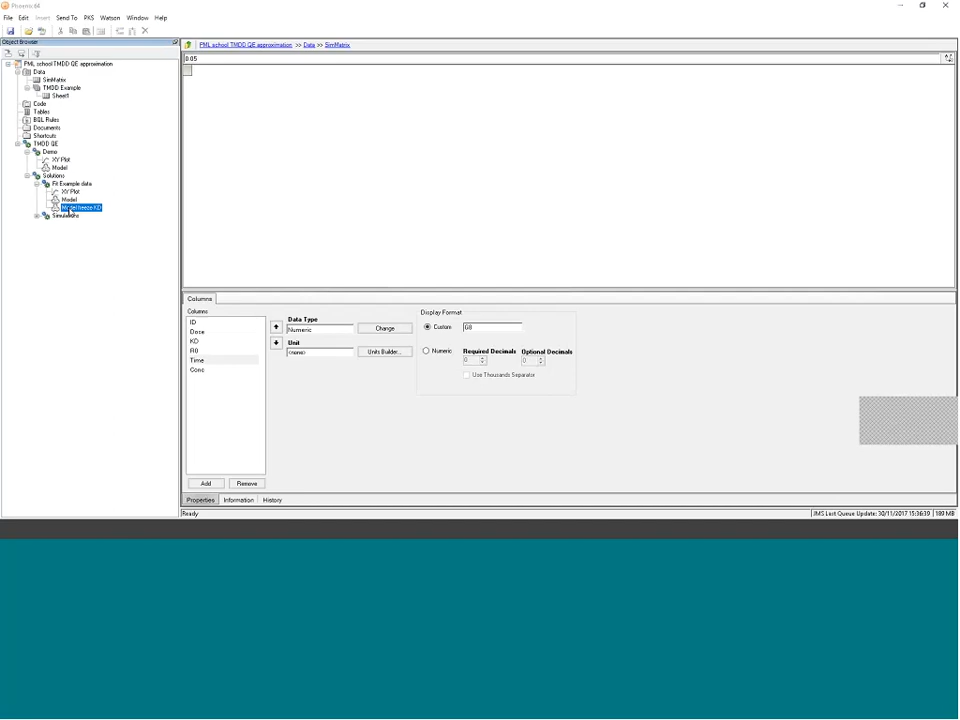 Phoenix 64
File Edit Insert Send To PKS Watson Window Help
Object Browser
PML school TMDD QE approximation
Data
SimMatrix
TMDD Example
Sheet1
Code
Tables
BQL Rules
Documents
Shortcuts
TMDD QE
Demo
XY Plot
Model
Solutions
Fit Example data
XY Plot
Model
Model freeze KD
Simulations
PML school TMDD QE approximation >> Data >> SimMatrix
0.05
Columns
Columns
ID
Dose
KD
R0
Time
Conc
Data Type
Numeric
Change
Unit
<none>
Units Builder...
Display Format
Custom G8
Numeric Required Decimals Optional Decimals
0 0
Use Thousands Separator
Add Remove
Properties Information History
Ready JMS Last Queue Update: 30/11/2017 15:36:39 189 MB